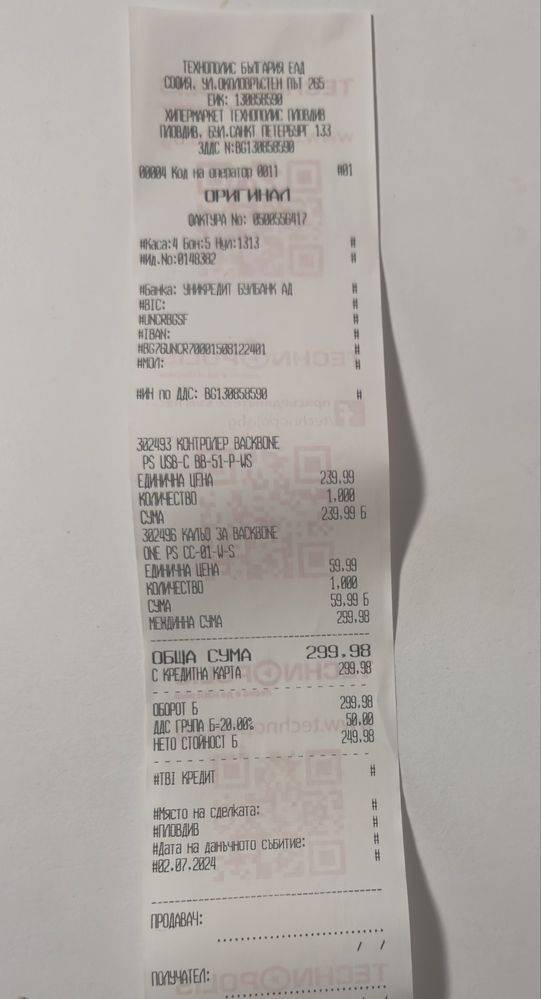 ТЕХНОПОЛИС БЪЛГАРИЯ ЕАД
СОФИЯ, УЛ.ОКОЛОВРЪСТЕН ПЪТ 265
ЕИК: 130858590
ХИПЕРМАРКЕТ ТЕХНОПОЛИС ПЛОВДИВ
ПЛОВДИВ, БУЛ.САНКТ ПЕТЕРБУРГ 133
ЗДДС N:BG130858590
00004 Код на оператор 0011 #01
ОРИГИНАЛ
ФАКТУРА No: 0500556417
#Каса:4 Бон:5 Нул:1313 #
#Ид.No:0148382 #
#Банка: УНИКРЕДИТ БУЛБАНК АД #
#BIC: #
#UNCRBGSF #
#IBAN: #
#BG76UNCR70001508122401 #
#МОЛ: #
#ИН по ДДС: BG130858590 #
302493 КОНТРОЛЕР BACKBONE
PS USB-C BB-51-P-WS
ЕДИНИЧНА ЦЕНА 239.99
КОЛИЧЕСТВО 1.000
СУМА 239.99 Б
302496 КАЛЪФ ЗА BACKBONE
ONE PS CC-01-W-S
ЕДИНИЧНА ЦЕНА 59.99
КОЛИЧЕСТВО 1.000
СУМА 59.99 Б
МЕЖДИННА СУМА 299.98
ОБЩА СУМА 299.98
С КРЕДИТНА КАРТА 299.98
ОБОРОТ Б 299.98
ДДС ГРУПА Б=20.00% 50.00
НЕТО СТОЙНОСТ Б 249.98
#TBI КРЕДИТ #
#Място на сделката: #
#ПЛОВДИВ #
#Дата на данъчното събитие: #
#02.07.2024 #
ПРОДАВАЧ:
/ /
ПОЛУЧАТЕЛ: